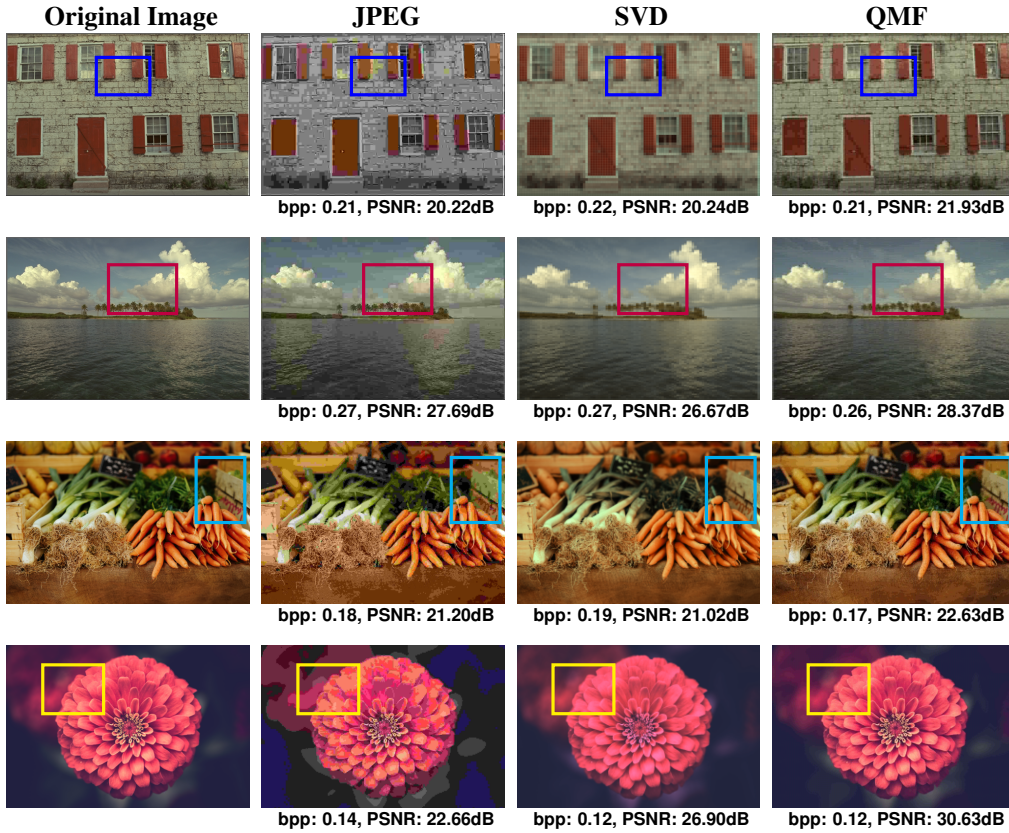 Original Image JPEG SVD QMF
bpp: 0.21, PSNR: 20.22dB bpp: 0.22, PSNR: 20.24dB bpp: 0.21, PSNR: 21.93dB
bpp: 0.27, PSNR: 27.69dB bpp: 0.27, PSNR: 26.67dB bpp: 0.26, PSNR: 28.37dB
bpp: 0.18, PSNR: 21.20dB bpp: 0.19, PSNR: 21.02dB bpp: 0.17, PSNR: 22.63dB
bpp: 0.14, PSNR: 22.66dB bpp: 0.12, PSNR: 26.90dB bpp: 0.12, PSNR: 30.63dB